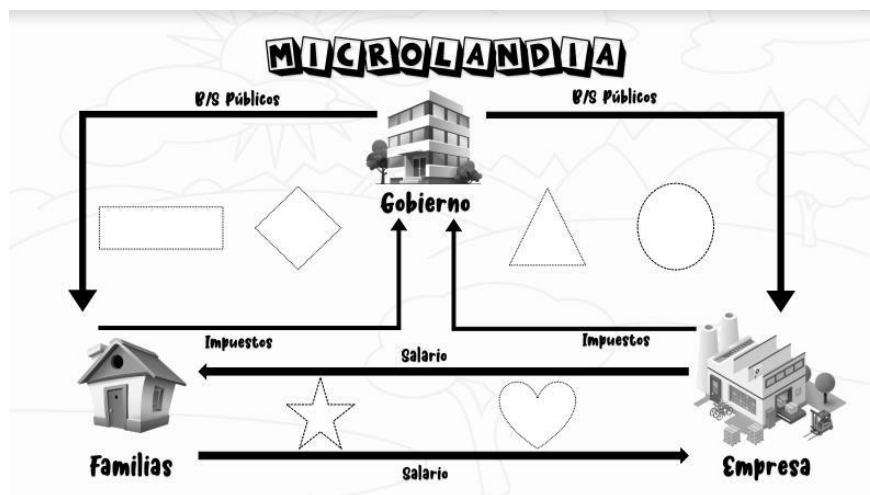 MICROLANDIA
B/S Públicos
B/S Públicos
Gobierno
Impuestos
Impuestos
Salario
Familias
Salario
Empresa